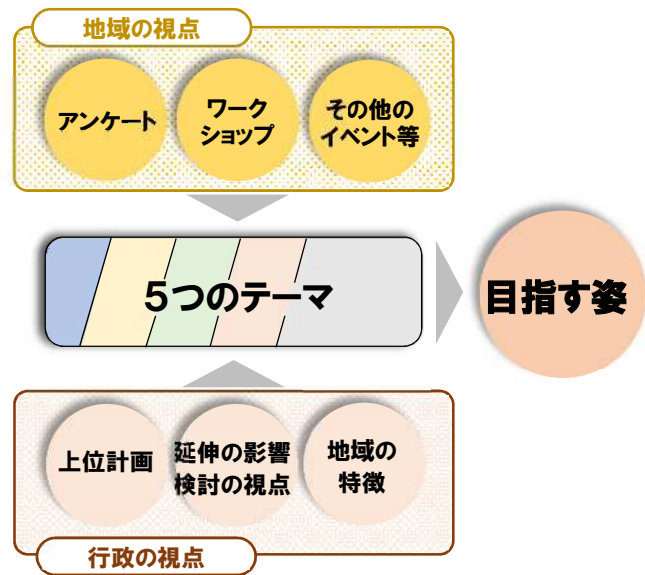 地域の視点
アンケート
ワーク
ショップ
その他の
イベント等
5つのテーマ
目指す姿
上位計画
延伸の影響
検討の視点
地域の
特徴
行政の視点